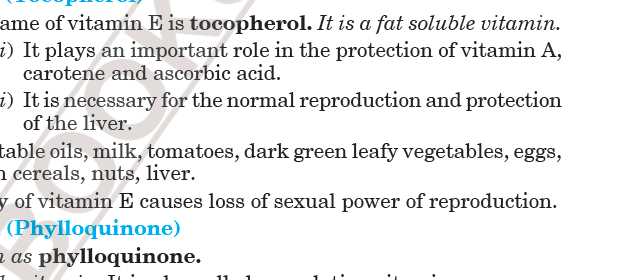 ame of vitamin E is tocopherol. It is a fat soluble vitamin.
i) It plays an important role in the protection of vitamin A,
carotene and ascorbic acid.
i) It is necessary for the normal reproduction and protection
of the liver.
table oils, milk, tomatoes, dark green leafy vegetables, eggs,
cereals, nuts, liver.
of vitamin E causes loss of sexual power of reproduction.
(Phylloquinone)
as phylloquinone.